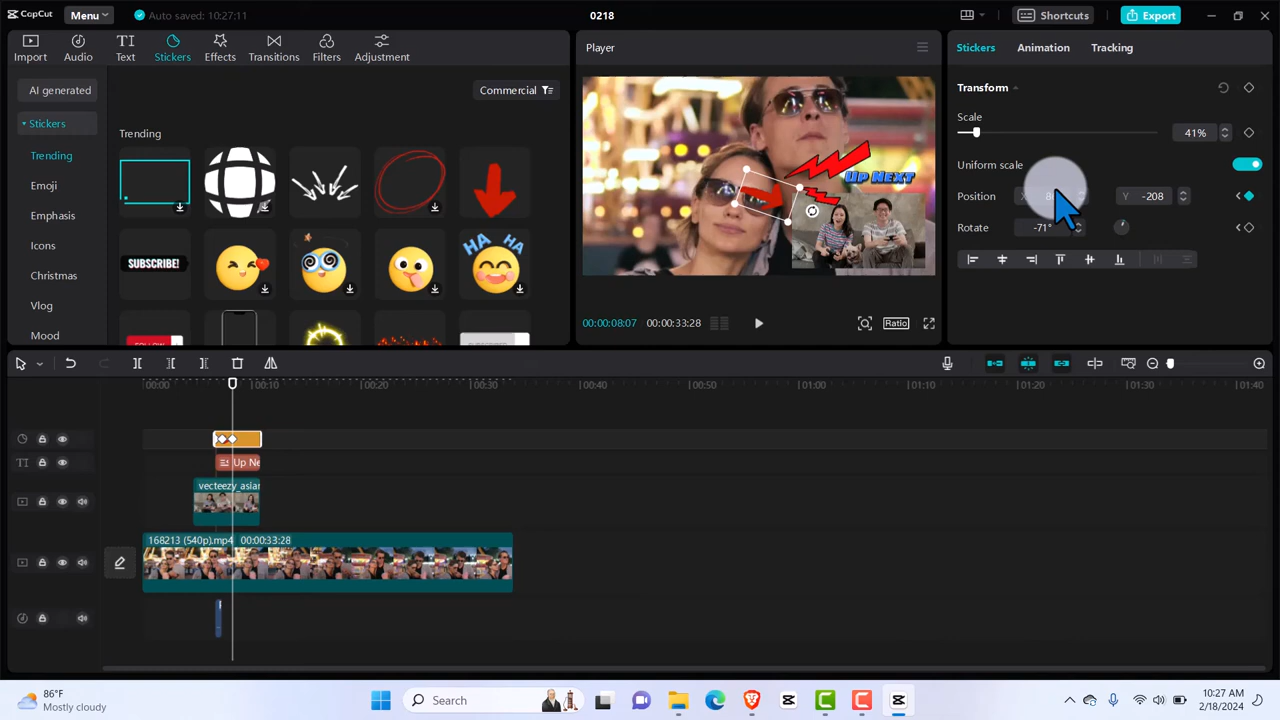 CapCut
Menu
Auto saved: 10:27:11
0218
Shortcuts
Export
Import
Audio
Text
Stickers
Effects
Transitions
Filters
Adjustment
AI generated
Stickers
Trending
Emoji
Emphasis
Icons
Christmas
Vlog
Mood
Commercial
Trending
SUBSCRIBE!
HA HA
Player
UP NEXT
00:00:08:07
00:00:33:28
Ratio
Stickers
Animation
Tracking
Transform
Scale
41%
Uniform scale
Position
Y -208
Rotate
-71°
00:00
00:10
00:20
00:30
00:40
00:50
01:00
01:10
01:20
01:30
01:40
TI
Up Ne
vecteezy_asian
168213 (540p).mp4 00:00:33:28
86°F
Mostly cloudy
Search
10:27 AM
2/18/2024